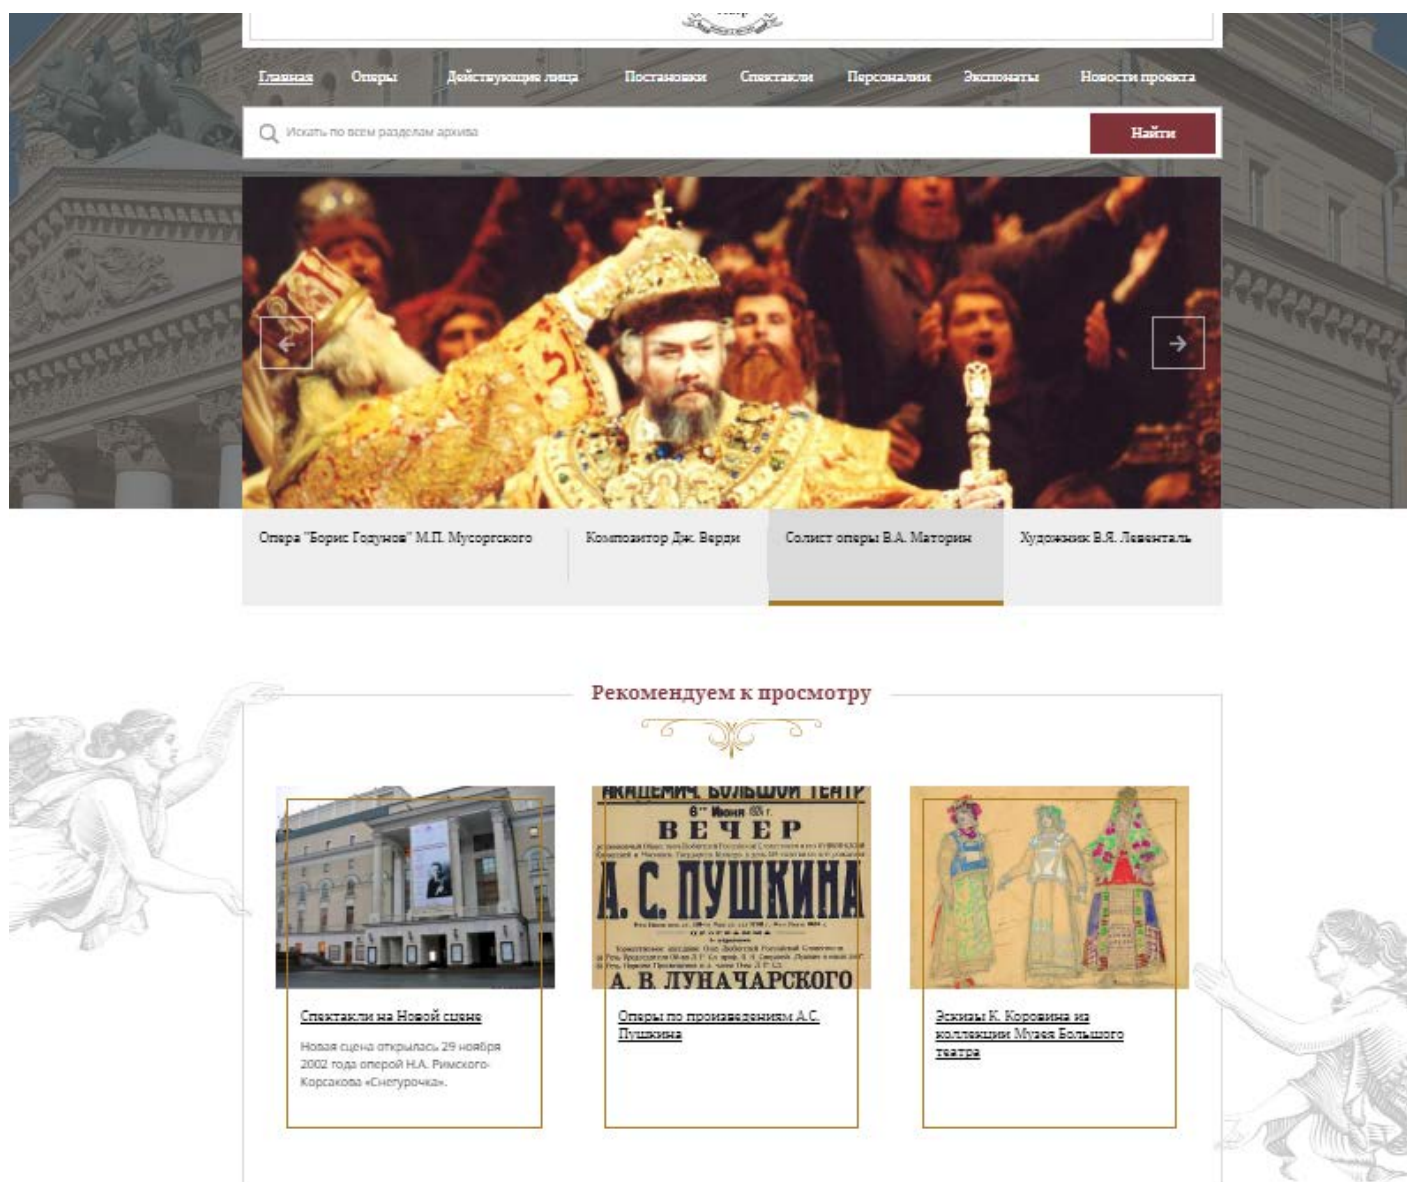 Главная Оперы Действующие лица Постановки Спектакли Персоналии Экспонаты Новости проекта
Искать по всем разделам архива
Найти
Опера "Борис Годунов" М.П. Мусоргского
Композитор Дж. Верди
Солист оперы В.А. Маторин
Художник В.Я. Левенталь
Рекомендуем к просмотру
АКАДЕМИЧ. БОЛЬШОЙ ТЕАТР
ВЕЧЕР
А. С. ПУШКИНА
А. В. ЛУНАЧАРСКОГО
Спектакли на Новой сцене
Новая сцена открылась 29 ноября
2002 года оперой Н.А. Римского-
Корсакова «Снегурочка».
Оперы по произведениям А.С.
Пушкина
Эскизы К. Коровина из
коллекции Музея Большого
театра